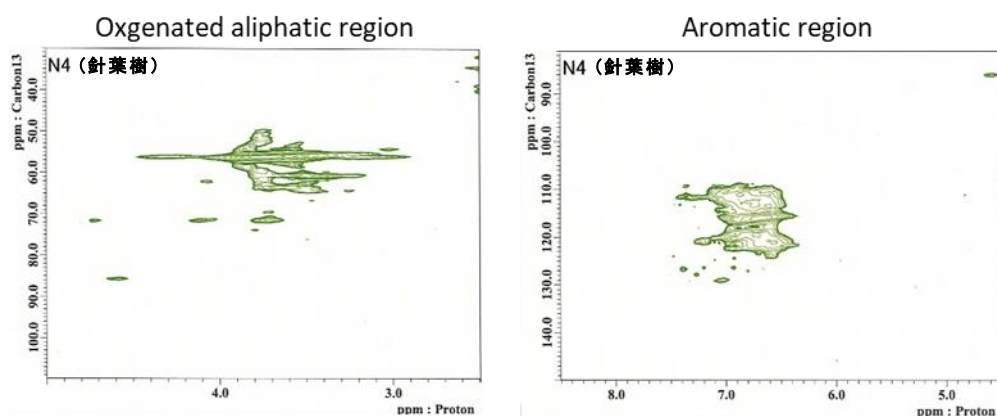 Oxgenated aliphatic region
N4 (針葉樹)
ppm : Carbon13
40.0
50.0
60.0
70.0
80.0
90.0
100.0
4.0
3.0
ppm : Proton
Aromatic region
N4 (針葉樹)
ppm : Carbon13
90.0
100.0
110.0
120.0
130.0
140.0
8.0
7.0
6.0
5.0
ppm : Proton